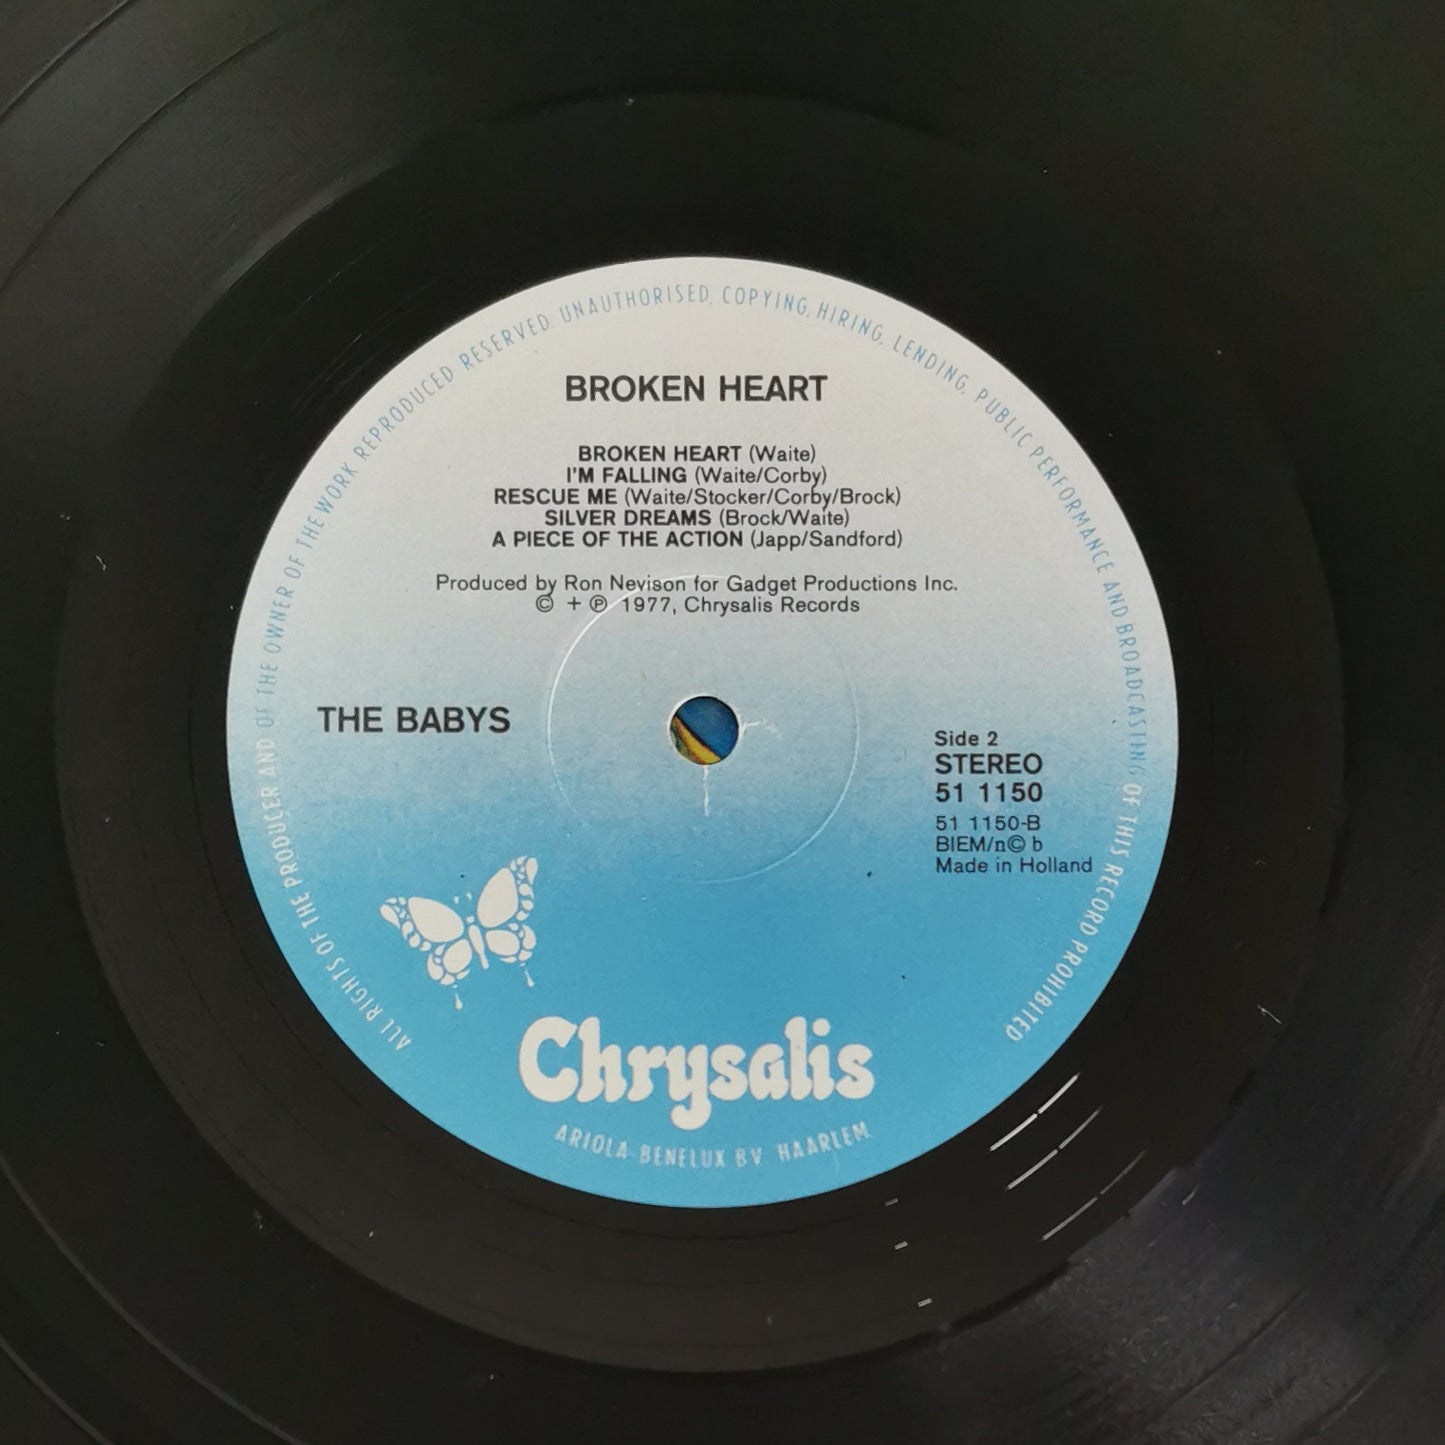 ALL RIGHTS OF THE PRODUCER AND OF THE OWNER OF THE WORK REPRODUCED RESERVED. UNAUTHORISED, COPYING, HIRING, LENDING, PUBLIC PERFORMANCE AND BROADCASTING OF THIS RECORD PROHIBITED
BROKEN HEART
BROKEN HEART (Waite)
I'M FALLING (Waite/Corby)
RESCUE ME (Waite/Stocker/Corby/Brock)
SILVER DREAMS (Brock/Waite)
A PIECE OF THE ACTION (Japp/Sandford)
Produced by Ron Nevison for Gadget Productions Inc.
© + ℗ 1977, Chrysalis Records
THE BABYS
Side 2
STEREO
51 1150
51 1150-B
BIEM/n© b
Made in Holland
Chrysalis
ARIOLA-BENELUX B.V. HAARLEM